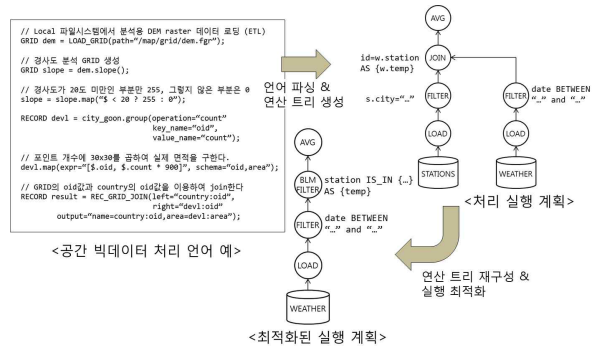 // Local 파일시스템에서 분석용 DEM raster 데이터 로딩 (ETL)
GRID dem = LOAD_GRID(path="/map/grid/dem.fgr");
// 경사도 분석 GRID 생성
GRID slope = dem.slope();
// 경사도가 20도 미만인 부분만 255, 그렇지 않은 부분은 0
slope = slope.map("$ < 20 ? 255 : 0");
RECORD devl = city_goon.group(operation="count"
key_name="oid",
value_name="count");
// 포인트 개수에 30x30를 곱하여 실제 면적을 구한다.
devl.map(expr="[$.oid, $.count * 900]", schema="oid,area");
// GRID의 oid값과 country의 oid값을 이용하여 join한다
RECORD result = REC_GRID_JOIN(left="country:oid",
right="devl:oid"
output="name=country:oid,area=devl:area");
<공간 빅데이터 처리 언어 예>
언어 파싱 &
연산 트리 생성
AVG
id=w.station
AS {w.temp}
JOIN
s.city="…"
FILTER
FILTER
date BETWEEN
"…" and "…"
LOAD
LOAD
STATIONS
WEATHER
<처리 실행 계획>
연산 트리 재구성 &
실행 최적화
AVG
BLM
FILTER
station IS_IN {…}
AS {temp}
FILTER
date BETWEEN
"…" and "…"
LOAD
WEATHER
<최적화된 실행 계획>